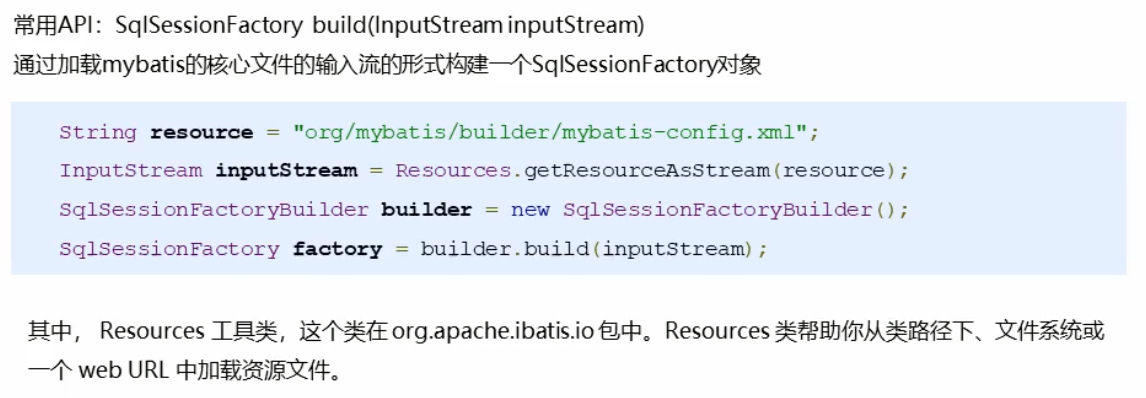 常用API：SqlSessionFactory build(InputStream inputStream)
通过加载mybatis的核心文件的输入流的形式构建一个SqlSessionFactory对象
String resource = "org/mybatis/builder/mybatis-config.xml";
InputStream inputStream = Resources.getResourceAsStream(resource);
SqlSessionFactoryBuilder builder = new SqlSessionFactoryBuilder();
SqlSessionFactory factory = builder.build(inputStream);
其中， Resources 工具类，这个类在 org.apache.ibatis.io 包中。Resources 类帮助你从类路径下、文件系统或
一个 web URL 中加载资源文件。